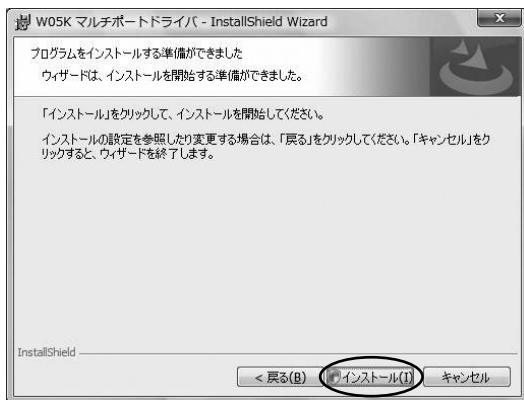 W05K マルチポートドライバ - InstallShield Wizard
X
プログラムをインストールする準備ができました
ウィザードは、インストールを開始する準備ができました。
「インストール」をクリックして、インストールを開始してください。
インストールの設定を参照したり変更する場合は、「戻る」をクリックしてください。「キャンセル」をク
リックすると、ウィザードを終了します。
InstallShield
< 戻る(B) インストール(I) キャンセル